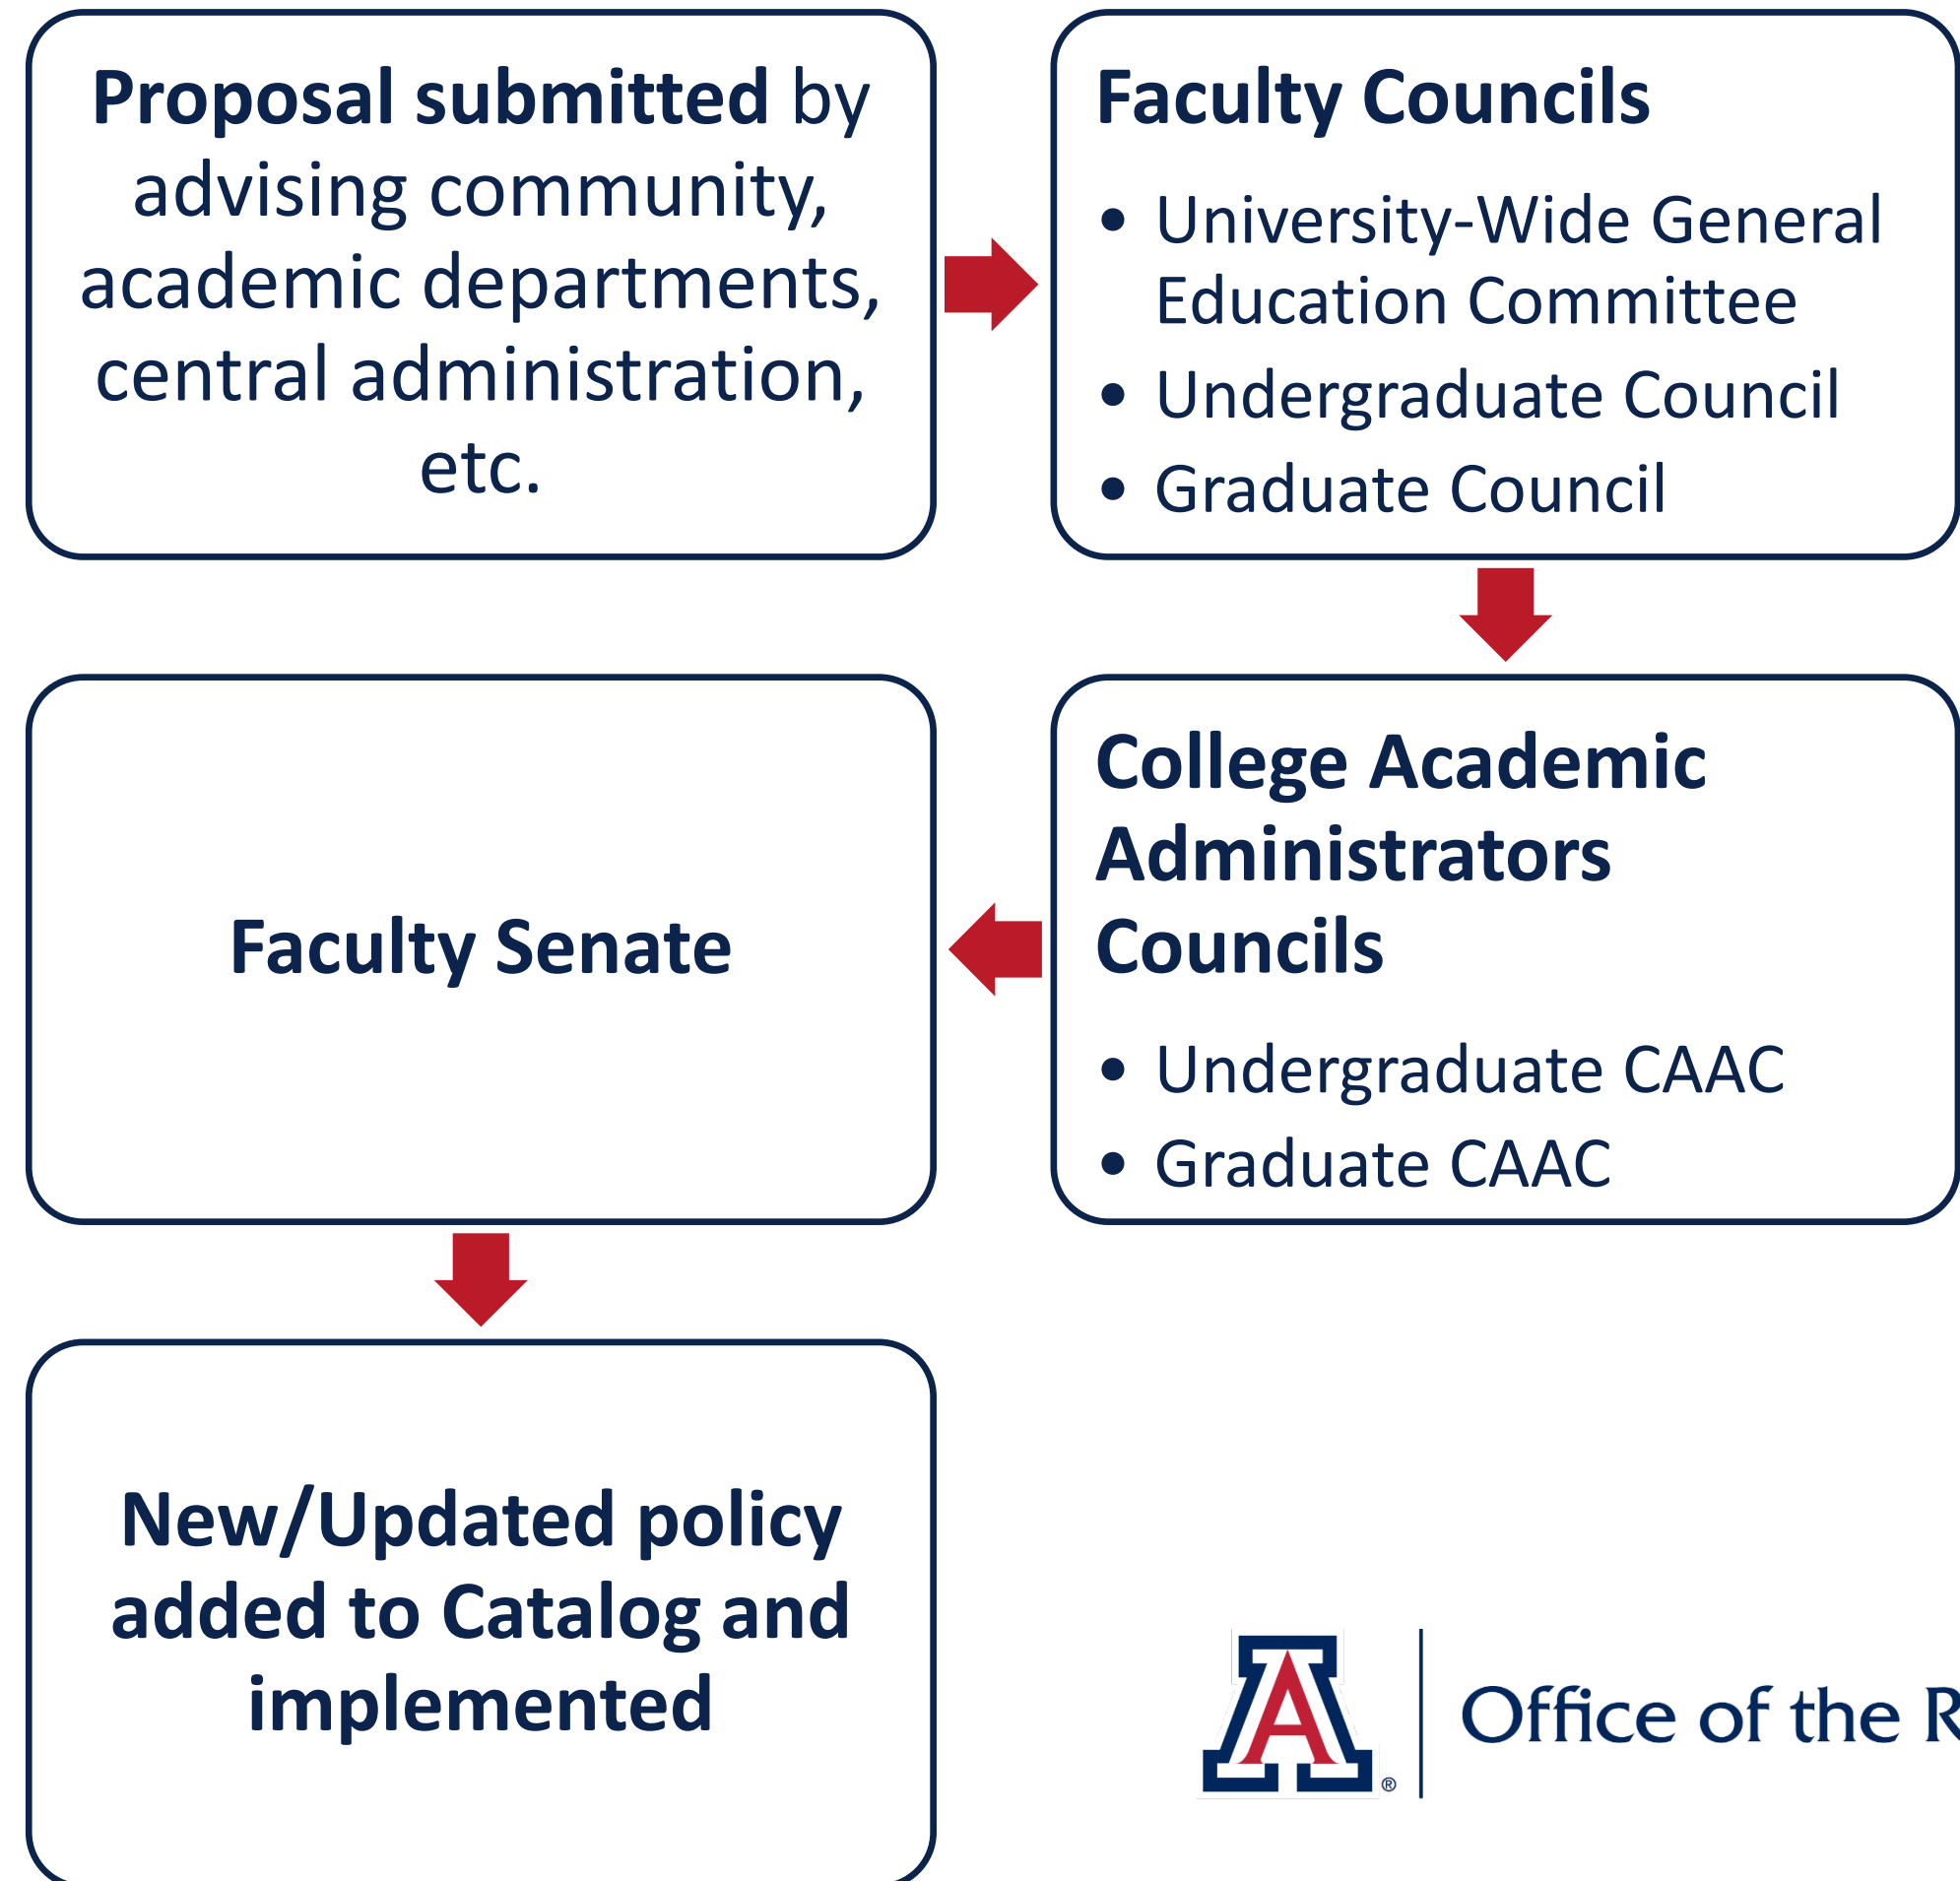 Proposal submitted by
advising community,
academic departments,
central administration,
etc.
Faculty Councils
• University-Wide General
Education Committee
• Undergraduate Council
• Graduate Council
College Academic
Administrators
Councils
• Undergraduate CAAC
• Graduate CAAC
Faculty Senate
New/Updated policy
added to Catalog and
implemented
A ®
Office of the R